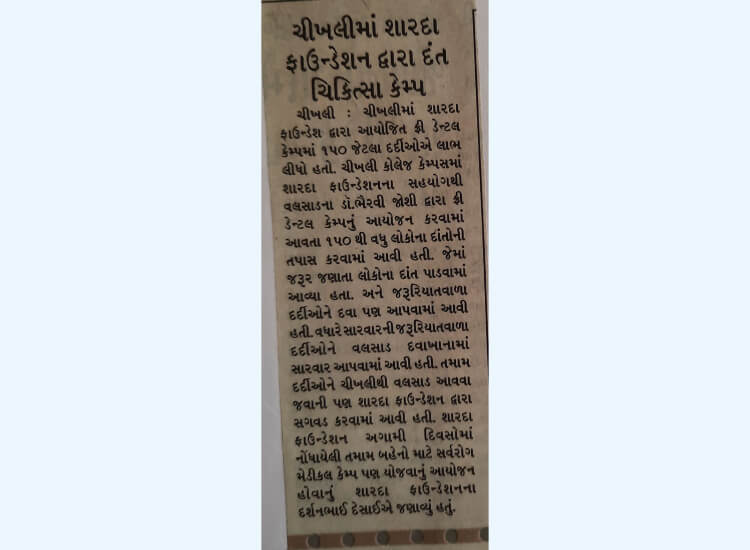 ચીખલીમાં શારદા
ફાઉન્ડેશન દ્વારા દંત
ચિકિત્સા કેમ્પ
ચીખલી : ચીખલીમાં શારદા
ફાઉન્ડેશ દ્વારા આયોજિત ફ્રી ડેન્ટલ
કેમ્પમાં ૧૫૦ જેટલા દર્દીઓએ લાભ
લીધો હતો. ચીખલી કોલેજ કેમ્પસમાં
શારદા ફાઉન્ડેશનના સહયોગથી
વલસાડના ડૉ.ભૈરવી જોશી દ્વારા ફ્રી
ડેન્ટલ કેમ્પનું આયોજન કરવામાં
આવતા ૧૫૦ થી વધુ લોકોના દાંતોની
તપાસ કરવામાં આવી હતી. જેમાં
જરૂર જણાતા લોકોના દાંત પાડવામાં
આવ્યા હતા. અને જરૂરિયાતવાળા
દર્દીઓને દવા પણ આપવામાં આવી
હતી. વધારે સારવારની જરૂરિયાતવાળા
દર્દીઓને વલસાડ દવાખાનામાં
સારવાર આપવામાં આવી હતી. તમામ
દર્દીઓને ચીખલીથી વલસાડ આવવા
જવાની પણ શારદા ફાઉન્ડેશન દ્વારા
સગવડ કરવામાં આવી હતી. શારદા
ફાઉન્ડેશન અગામી દિવસોમાં
નોંધાયેલી તમામ બહેનો માટે સર્વરોગ
મેડીકલ કેમ્પ પણ યોજવાનું આયોજન
હોવાનું શારદા ફાઉન્ડેશનના
દર્શનભાઈ દેસાઈએ જણાવ્યું હતું.